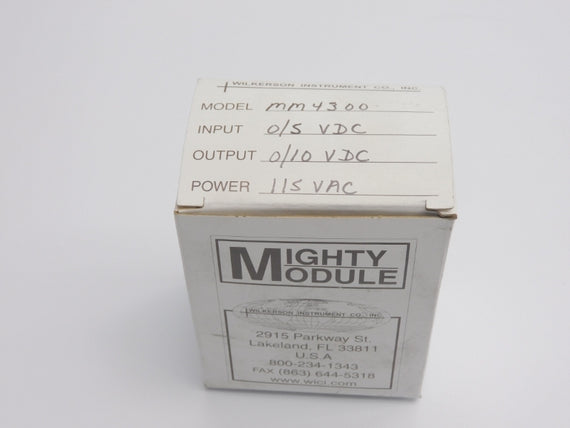 WILKERSON INSTRUMENT CO., INC.
MODEL MM4300
INPUT 0/5 VDC
OUTPUT 0/10 VDC
POWER 115 VAC
MIGHTY
MODULE
WILKERSON INSTRUMENT CO., INC.
2915 Parkway St.
Lakeland, FL 33811
U.S.A
800-234-1343
FAX (863) 644-5318
www.wici.com